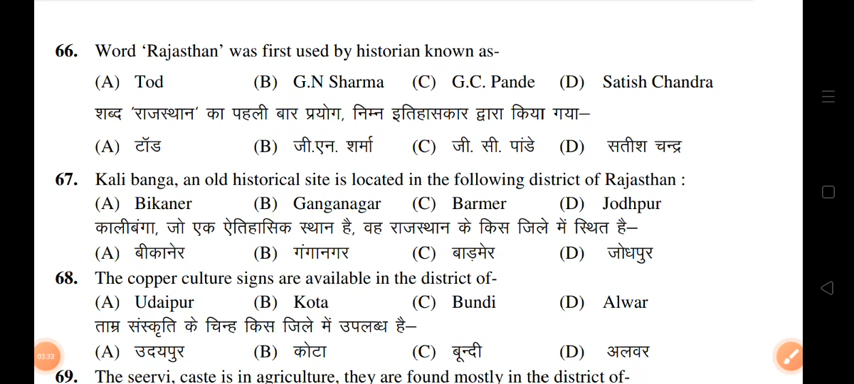 66. Word ‘Rajasthan’ was first used by historian known as-
(A) Tod (B) G.N Sharma (C) G.C. Pande (D) Satish Chandra
शब्द ‘राजस्थान’ का पहली बार प्रयोग, निम्न इतिहासकार द्वारा किया गया–
(A) टॉड (B) जी.एन. शर्मा (C) जी. सी. पांडे (D) सतीश चन्द्र
67. Kali banga, an old historical site is located in the following district of Rajasthan :
(A) Bikaner (B) Ganganagar (C) Barmer (D) Jodhpur
कालीबंगा, जो एक ऐतिहासिक स्थान है, वह राजस्थान के किस जिले में स्थित है–
(A) बीकानेर (B) गंगानगर (C) बाड़मेर (D) जोधपुर
68. The copper culture signs are available in the district of-
(A) Udaipur (B) Kota (C) Bundi (D) Alwar
ताम्र संस्कृति के चिन्ह किस जिले में उपलब्ध है–
(A) उदयपुर (B) कोटा (C) बून्दी (D) अलवर
03:33
69. The seervi, caste is in agriculture, they are found mostly in the district of-